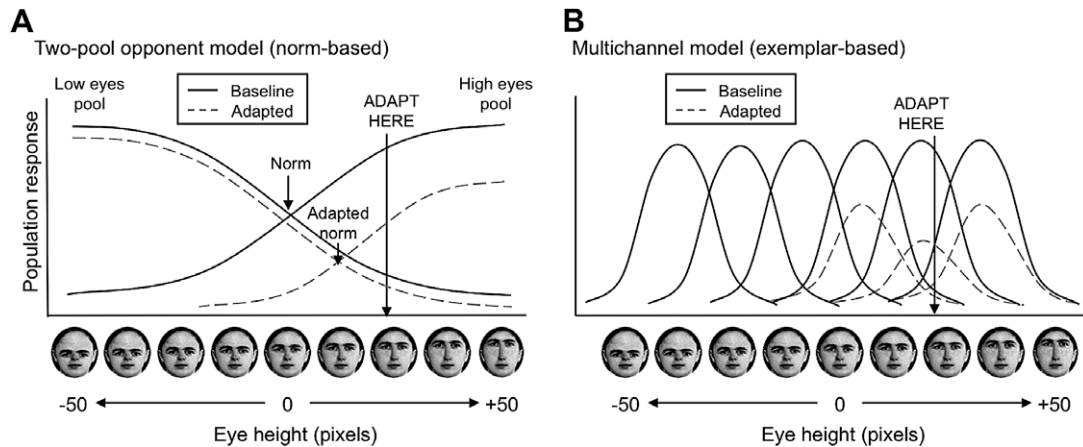 A
Two-pool opponent model (norm-based)
Low eyes
pool
Baseline
Adapted
High eyes
pool
ADAPT
HERE
Norm
Adapted
norm
Population response
-50
0
+50
Eye height (pixels)
B
Multichannel model (exemplar-based)
Baseline
Adapted
ADAPT
HERE
-50
0
+50
Eye height (pixels)